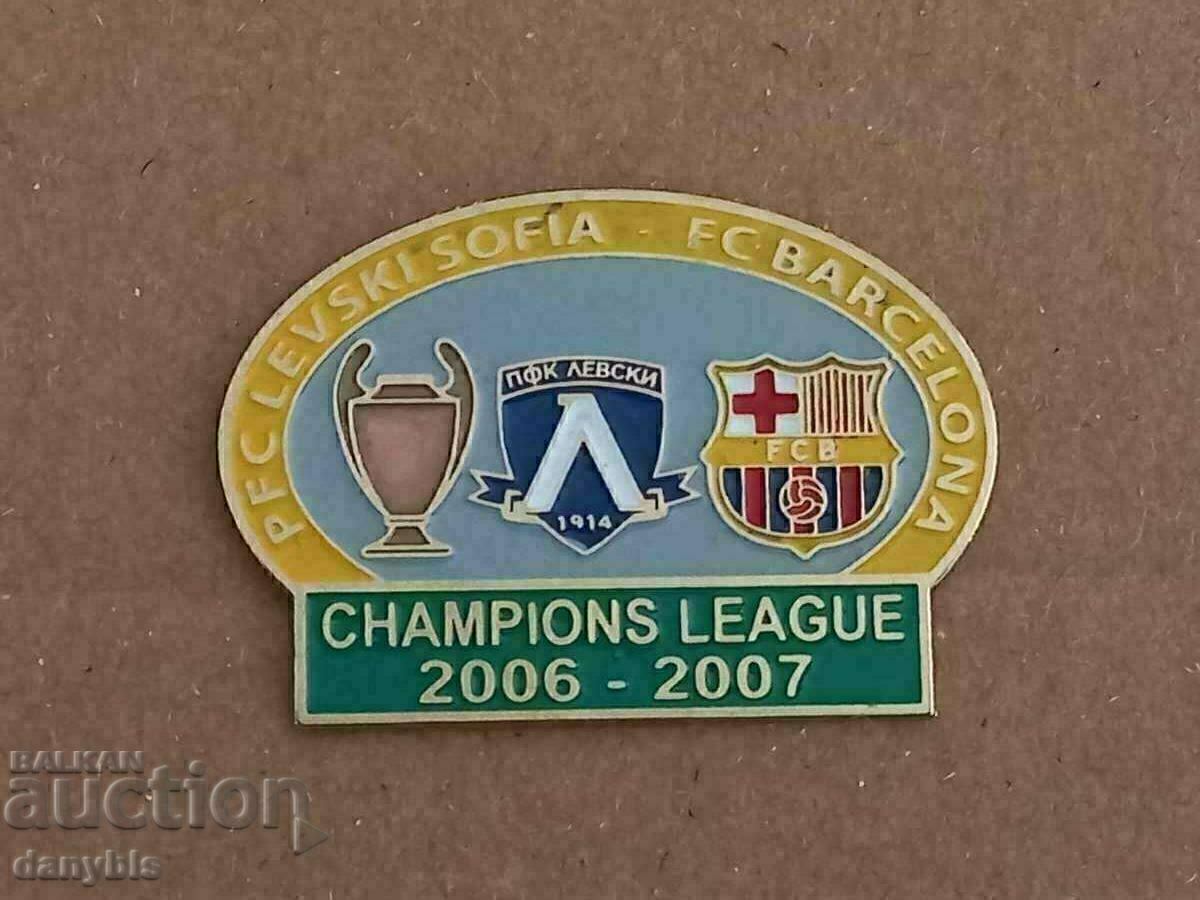 PFC LEVSKI SOFIA - FC BARCELONA
ПФК ЛЕВСКИ
1914
FCB
CHAMPIONS LEAGUE
2006 - 2007
BALKAN
auction
danybls